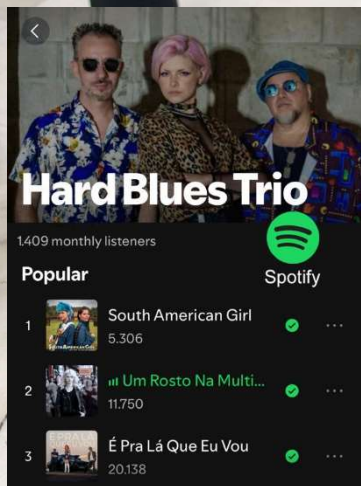 Hard Blues Trio
1.409 monthly listeners
Spotify
Popular
1
South American Girl
5.306
2
Um Rosto Na Multi...
11.750
3
É Pra Lá Que Eu Vou
20.138